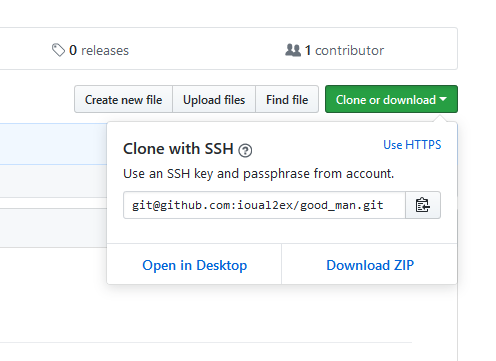 0 releases
1 contributor
Create new file
Upload files
Find file
Clone or download
Clone with SSH
Use HTTPS
Use an SSH key and passphrase from account.
git@github.com:ioual2ex/good_man.git
Open in Desktop
Download ZIP